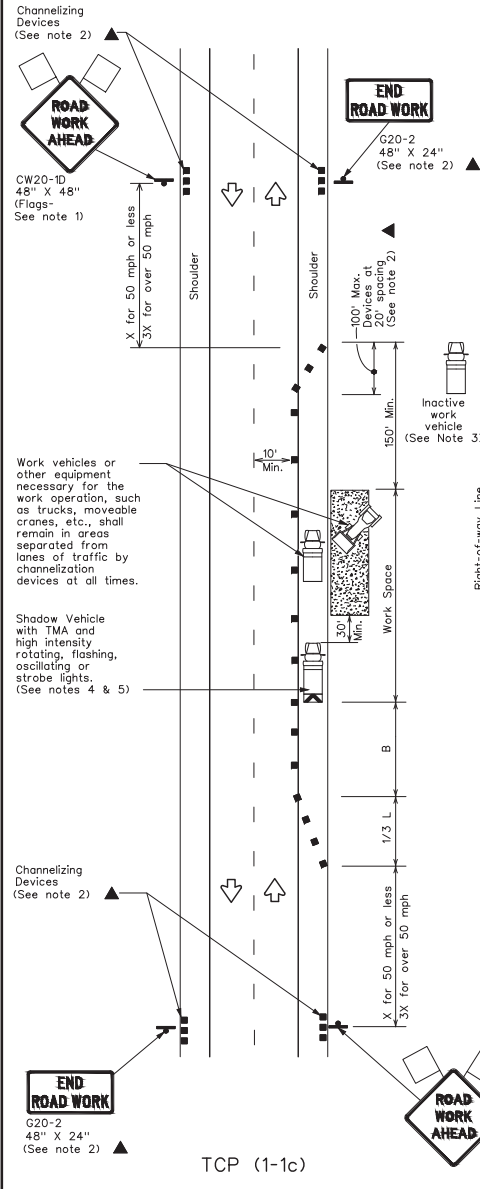 Channelizing
Devices
(See note 2) ▲
ROAD
WORK
AHEAD
CW20-1D
48" X 48"
(Flags-
See note 1)
END
ROAD WORK
G20-2
48" X 24"
(See note 2) ▲
X for 50 mph or less
3X for over 50 mph
Shoulder
Shoulder
100' Max.
Devices at
20' spacing
(See note 2) ▲
150' Min.
Inactive
work
vehicle
(See Note 3)
10'
Min.
Work vehicles or
other equipment
necessary for the
work operation, such
as trucks, moveable
cranes, etc., shall
remain in areas
separated from
lanes of traffic by
channelization
devices at all times.
Right-of-way Line
Work Space
30'
Min.
Shadow Vehicle
with TMA and
high intensity
rotating, flashing,
oscillating or
strobe lights.
(See notes 4 & 5)
B
1/3 L
Channelizing
Devices
(See note 2) ▲
X for 50 mph or less
3X for over 50 mph
END
ROAD WORK
G20-2
48" X 24"
(See note 2) ▲
ROAD
WORK
AHEAD
TCP (1-1c)